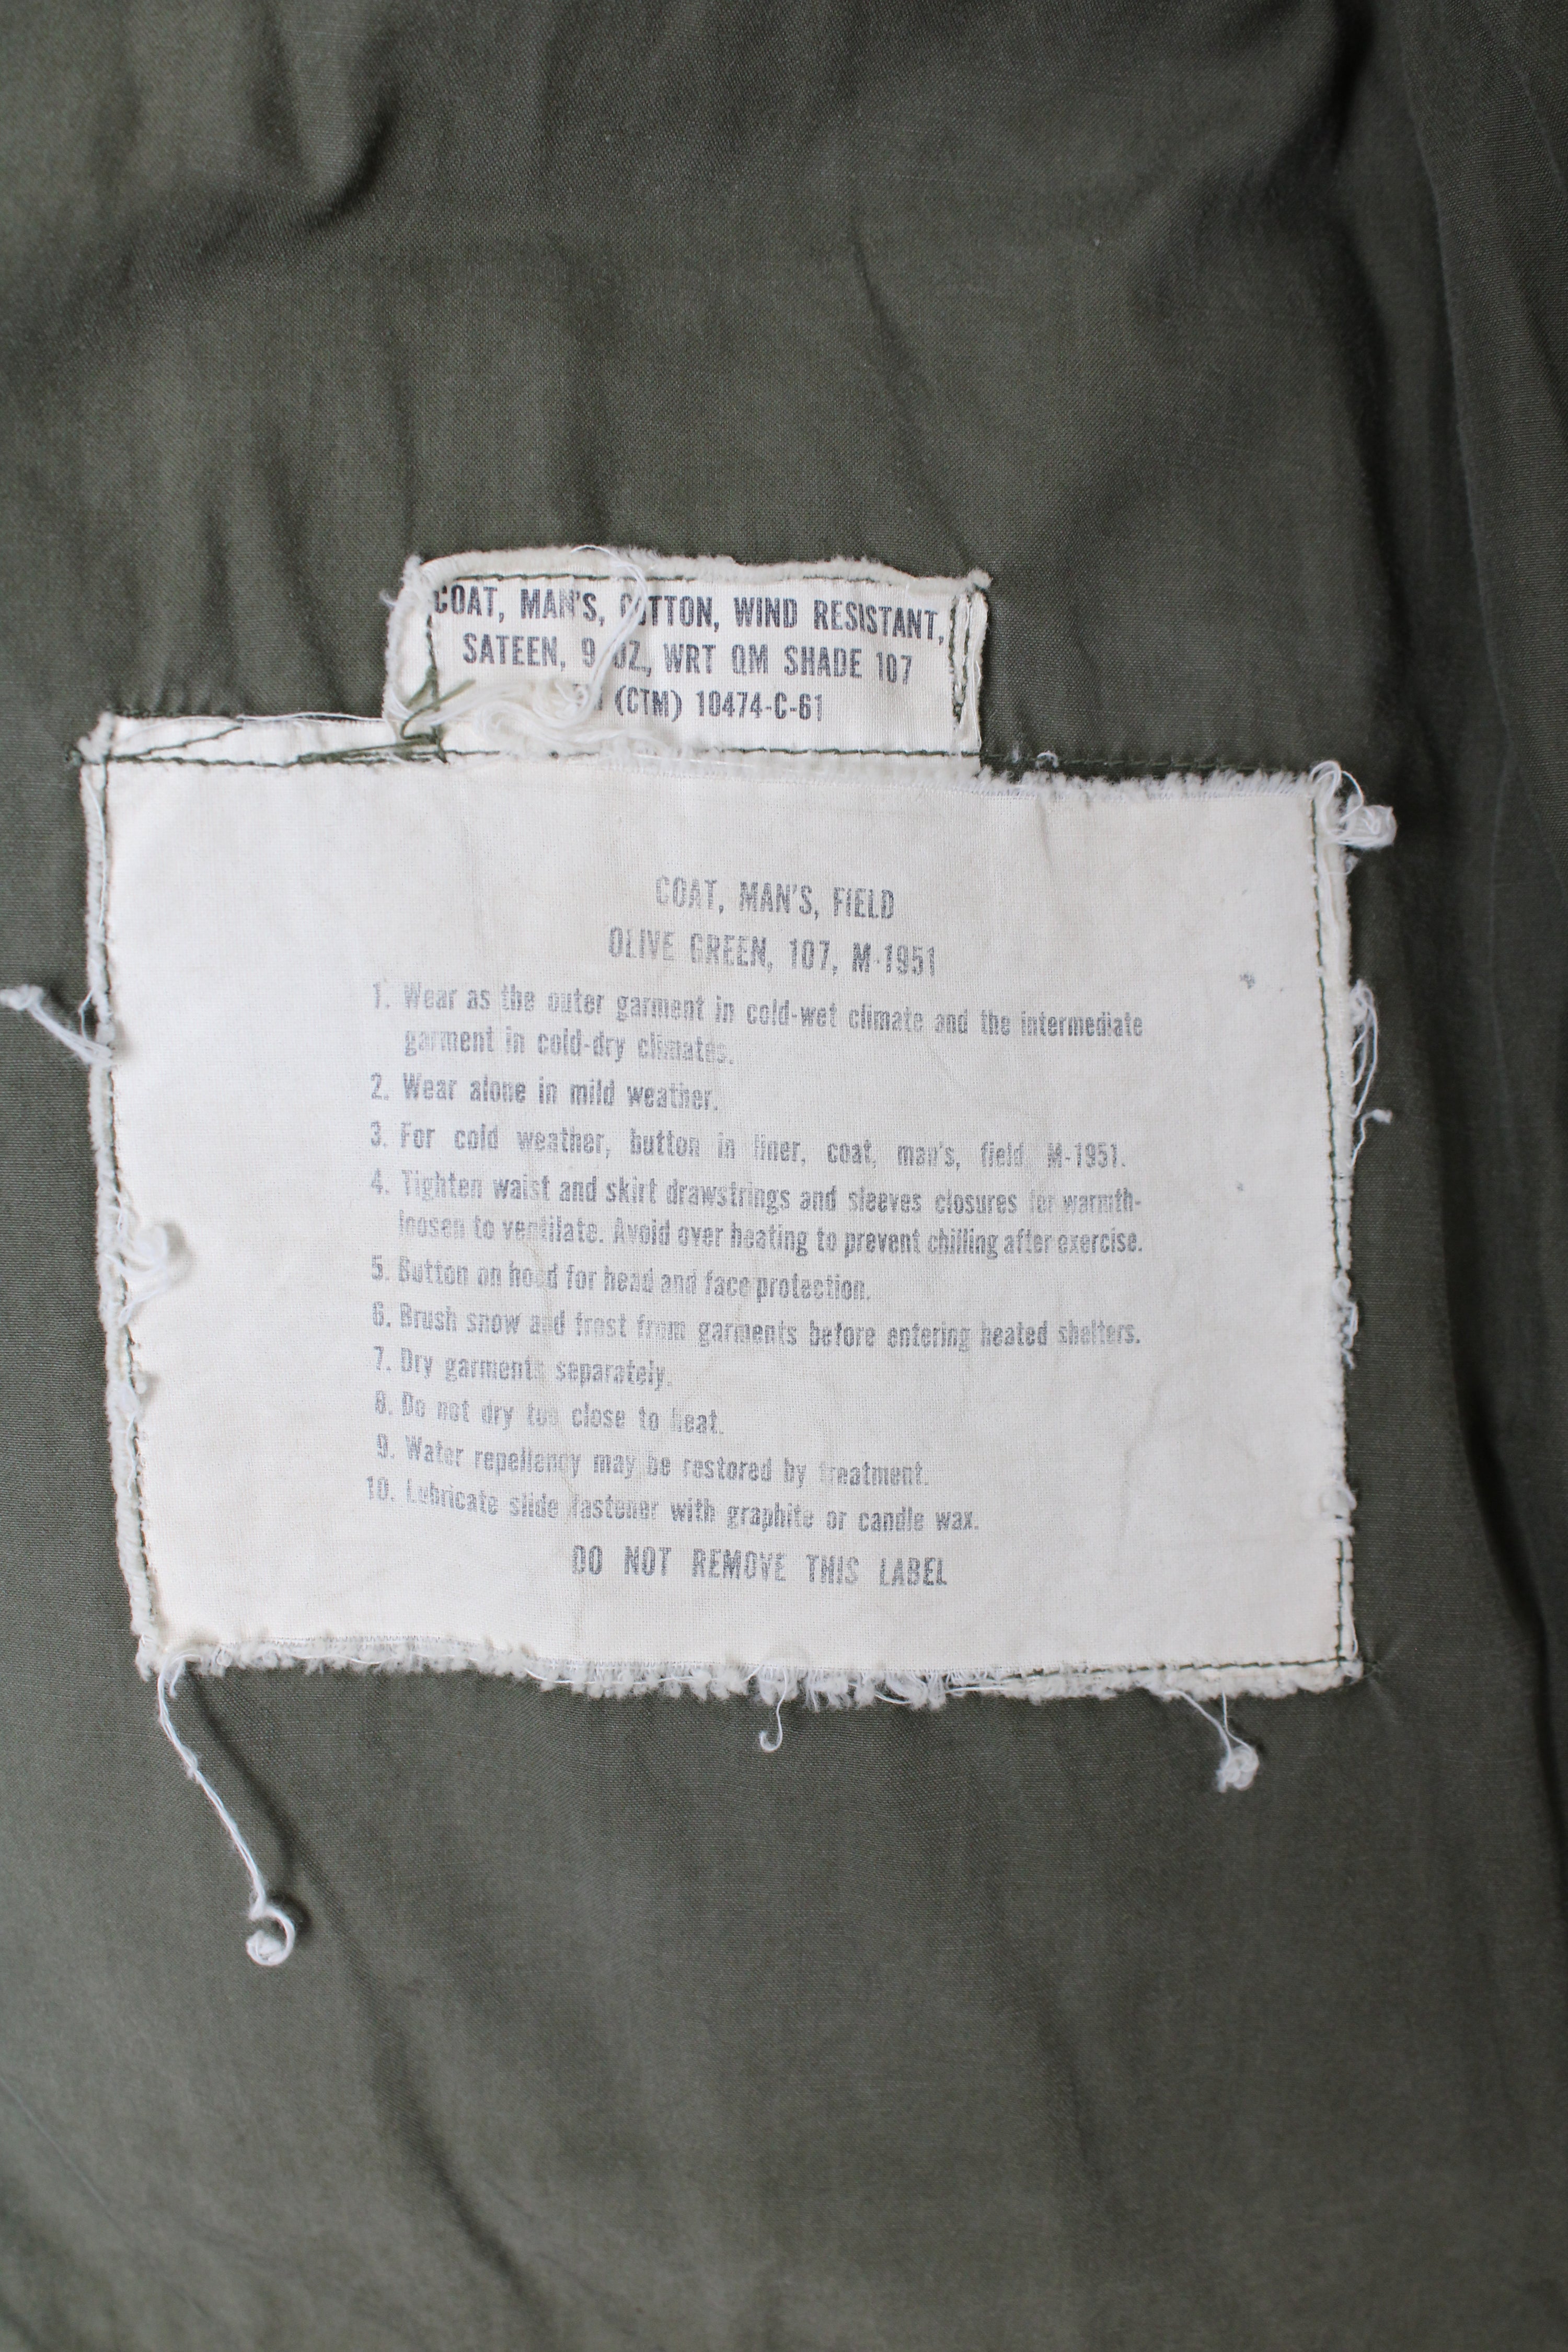 COAT, MAN'S, COTTON, WIND RESISTANT,
SATEEN, 9 OZ., WRT QM SHADE 107
(CTM) 10474-C-61
COAT, MAN'S, FIELD
OLIVE GREEN, 107, M-1951
1. Wear as the outer garment in cold-wet climate and the intermediate
garment in cold-dry climates.
2. Wear alone in mild weather.
3. For cold weather, button in liner, coat, man's, field M-1951.
4. Tighten waist and skirt drawstrings and sleeves closures for warmth-
loosen to ventilate. Avoid over heating to prevent chilling after exercise.
5. Button on hood for head and face protection.
6. Brush snow and frost from garments before entering heated shelters.
7. Dry garments separately.
8. Do not dry too close to heat.
9. Water repellency may be restored by treatment.
10. Lubricate slide fastener with graphite or candle wax.
DO NOT REMOVE THIS LABEL